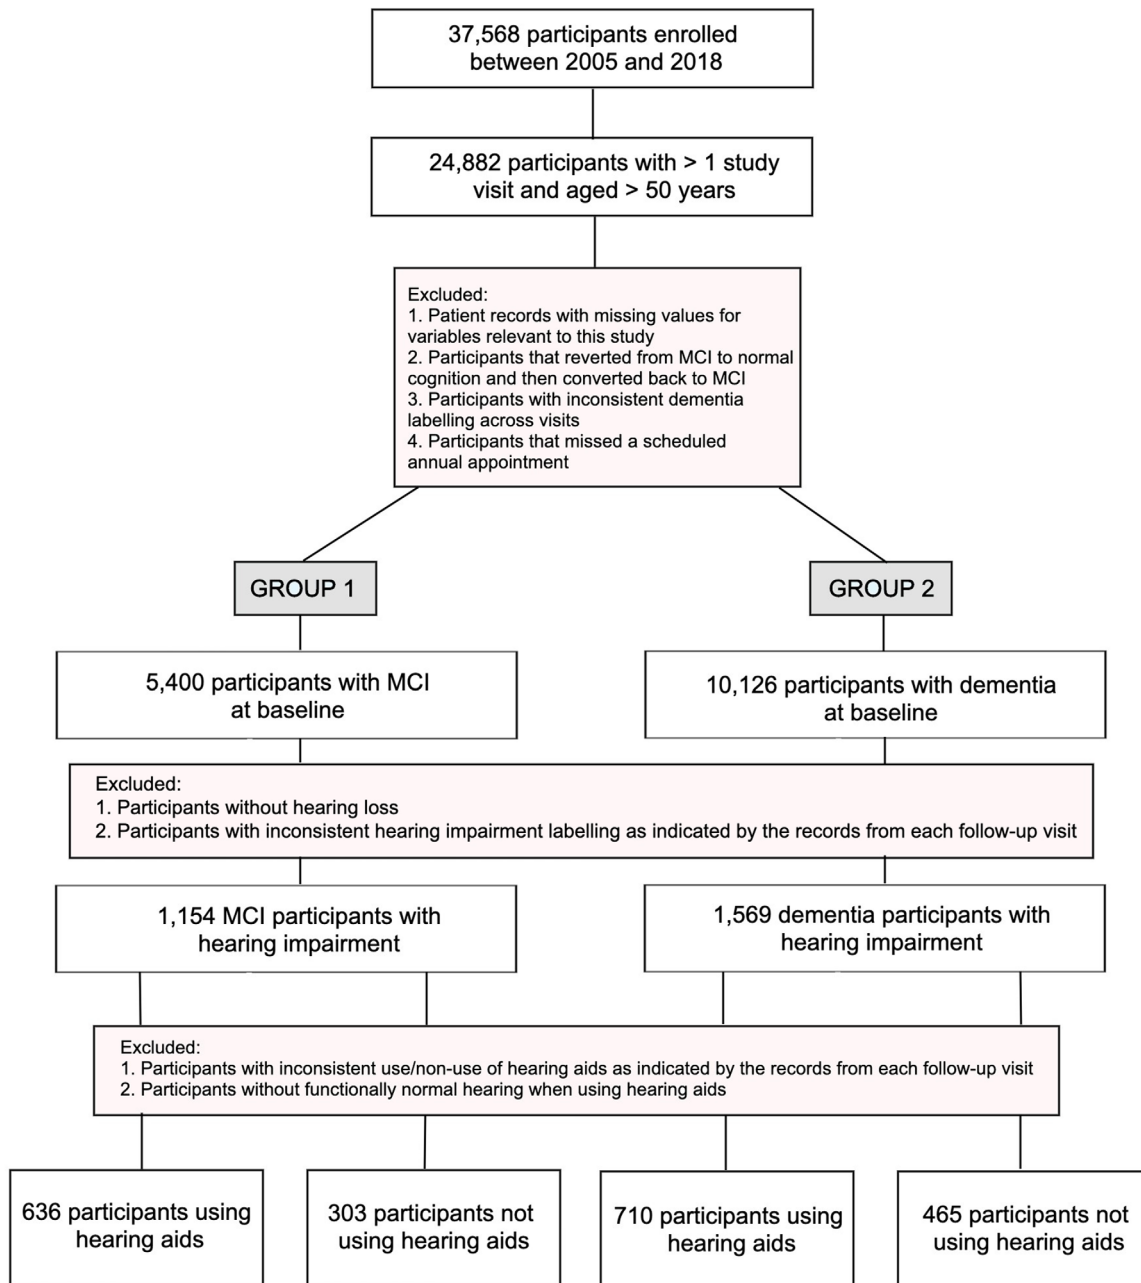 37,568 participants enrolled
between 2005 and 2018
24,882 participants with > 1 study
visit and aged > 50 years
Excluded:
1. Patient records with missing values for
variables relevant to this study
2. Participants that reverted from MCI to normal
cognition and then converted back to MCI
3. Participants with inconsistent dementia
labelling across visits
4. Participants that missed a scheduled
annual appointment
GROUP 1
GROUP 2
5,400 participants with MCI
at baseline
10,126 participants with dementia
at baseline
Excluded:
1. Participants without hearing loss
2. Participants with inconsistent hearing impairment labelling as indicated by the records from each follow-up visit
1,154 MCI participants with
hearing impairment
1,569 dementia participants with
hearing impairment
Excluded:
1. Participants with inconsistent use/non-use of hearing aids as indicated by the records from each follow-up visit
2. Participants without functionally normal hearing when using hearing aids
636 participants using
hearing aids
303 participants not
using hearing aids
710 participants using
hearing aids
465 participants not
using hearing aids